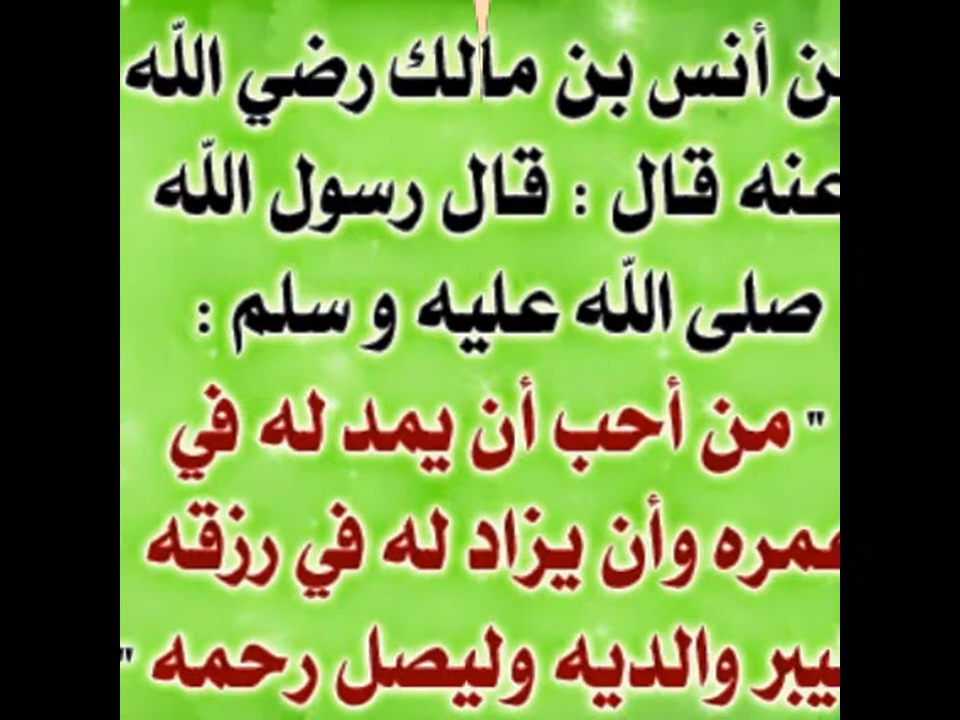 ن أنس بن مالك رضي الله
عنه قال : قال رسول الله
صلى الله عليه و سلم :
" من أحب أن يمد له في
عمره وأن يزاد له في رزقه
ليبر والديه وليصل رحمه "